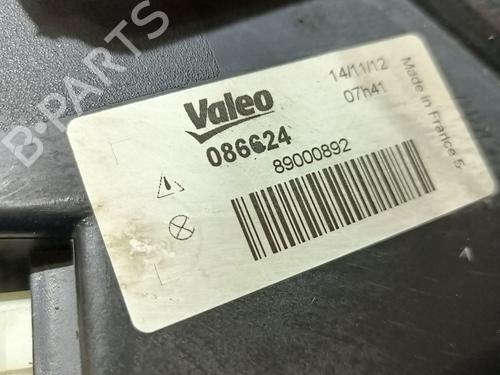 B-PARTS
Valeo
14/11/12
07h41
Made in France 5
086624
89000892